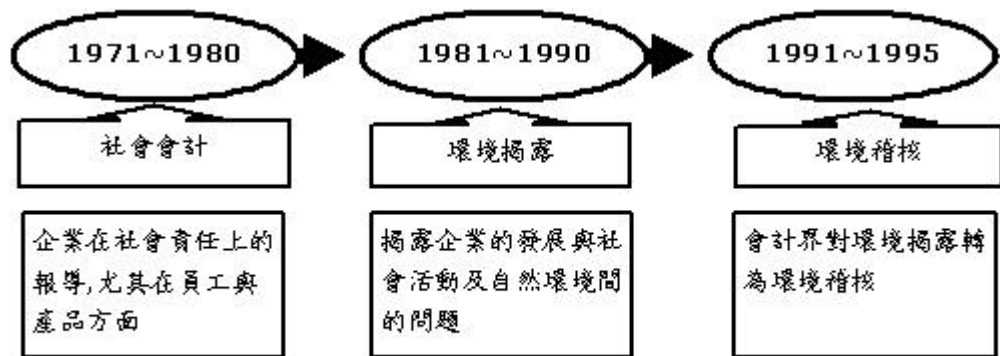 1971~1980
1981~1990
1991~1995
社會會計
環境揭露
環境稽核
企業在社會責任上的
報導,尤其在員工與
產品方面
揭露企業的發展與社
會活動及自然環境間
的問題
會計界對環境揭露轉
為環境稽核